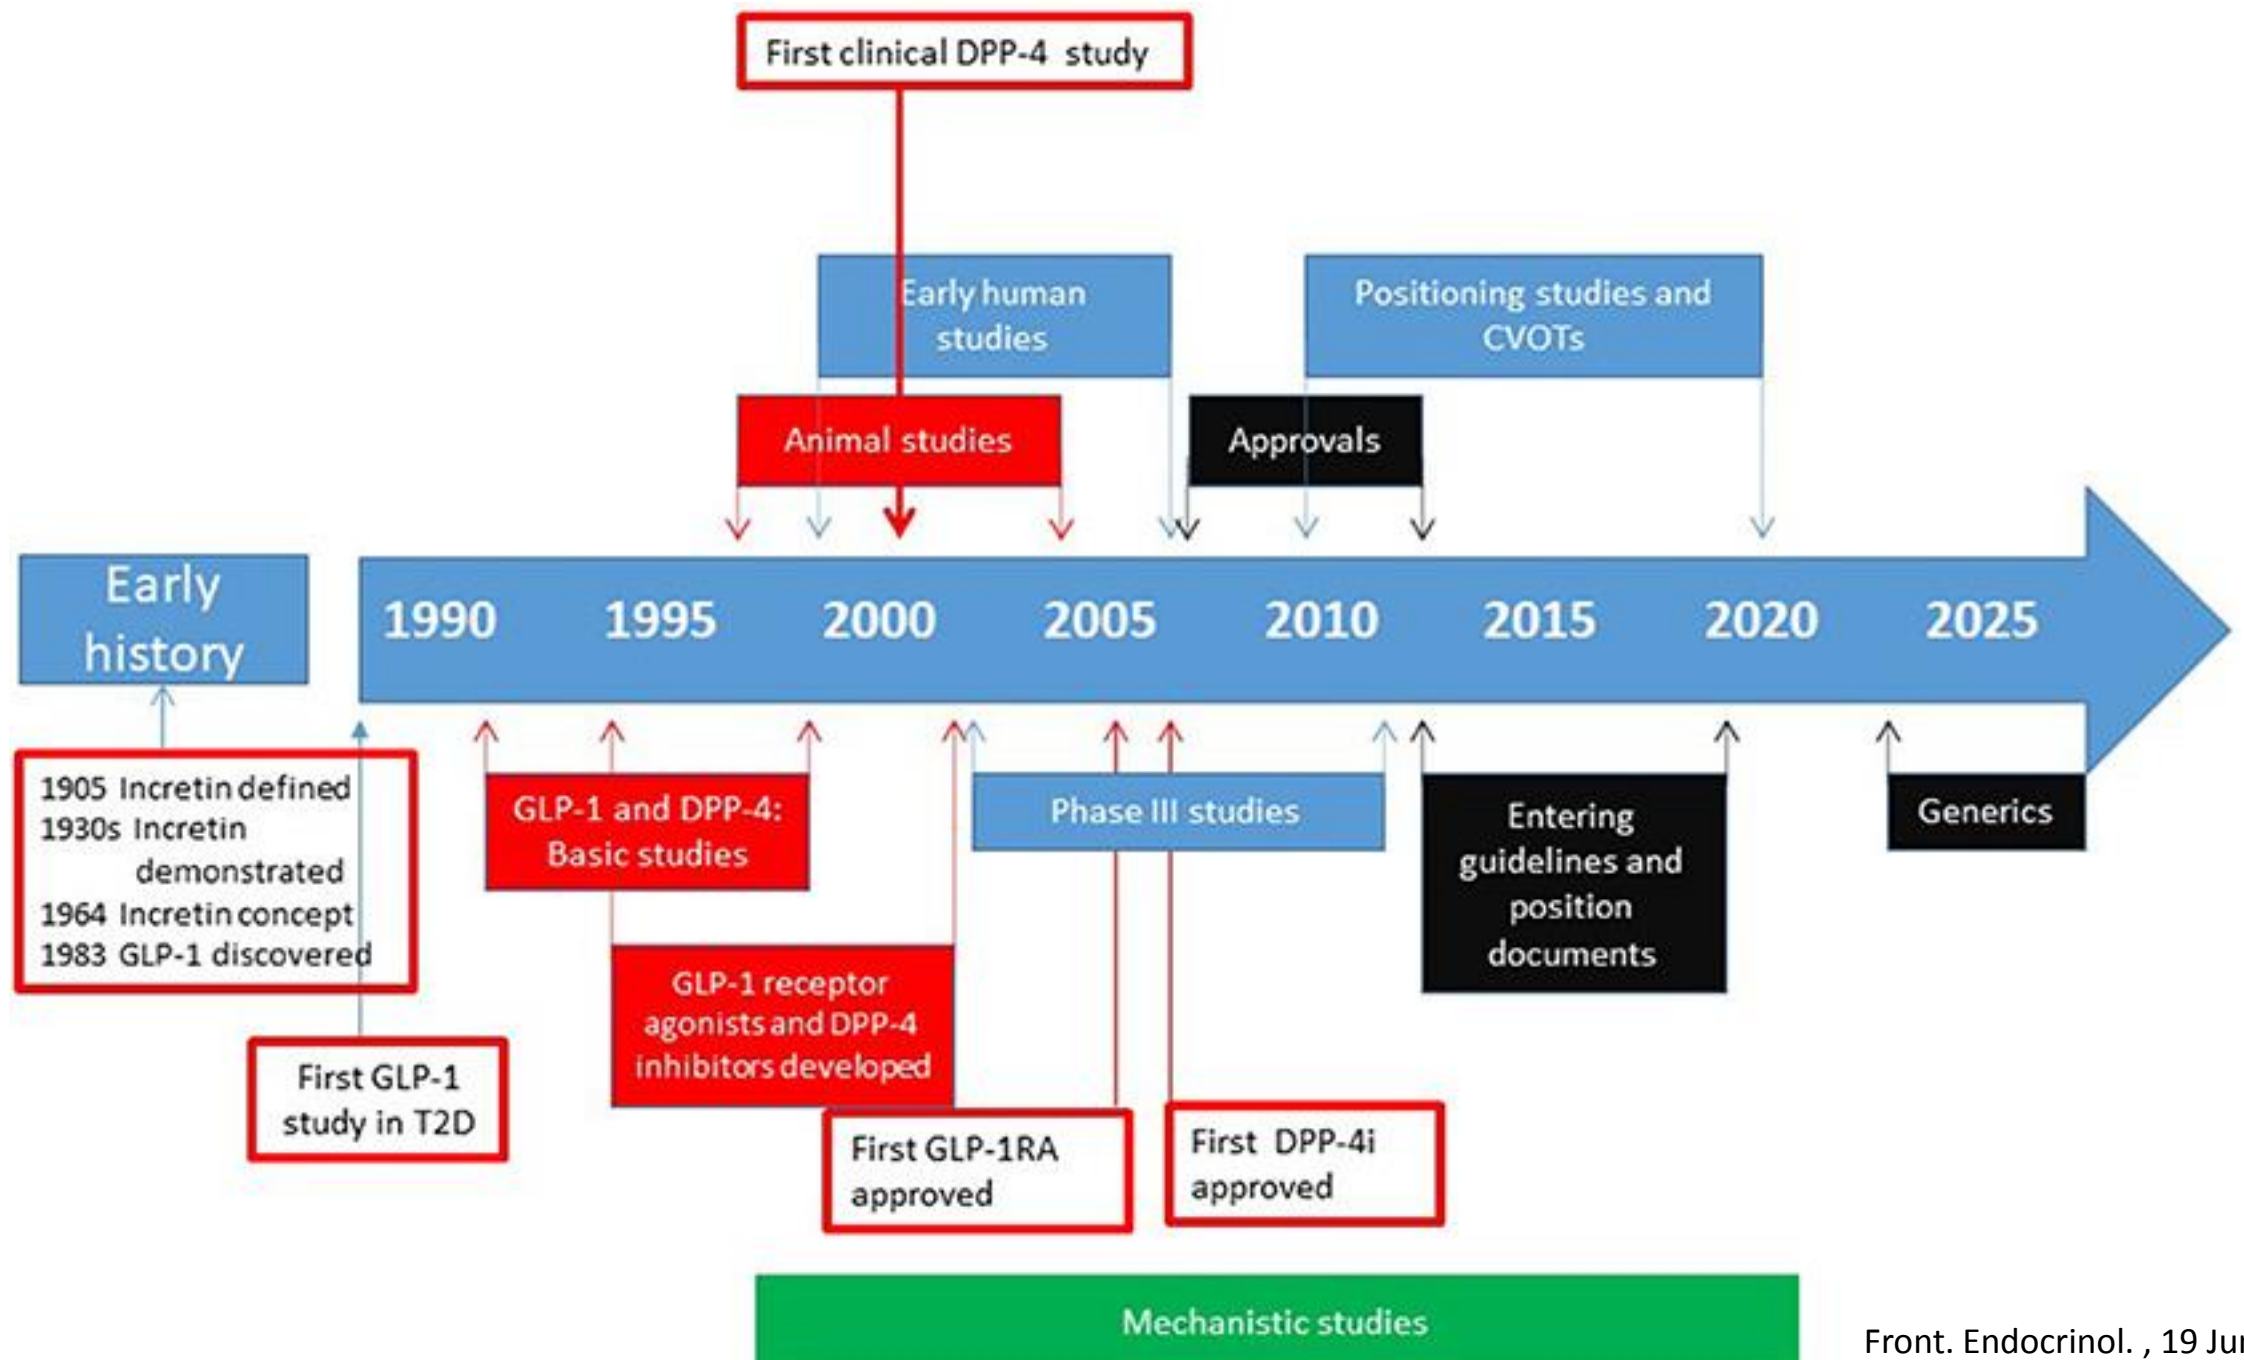 First clinical DPP-4 study
Early human
studies
Positioning studies and
CVOTs
Animal studies
Approvals
Early
history
1990 1995 2000 2005 2010 2015 2020 2025
1905 Incretin defined
1930s Incretin
demonstrated
1964 Incretin concept
1983 GLP-1 discovered
GLP-1 and DPP-4:
Basic studies
Phase III studies
Entering
guidelines and
position
documents
Generics
GLP-1 receptor
agonists and DPP-4
inhibitors developed
First GLP-1
study in T2D
First GLP-1RA
approved
First DPP-4i
approved
Mechanistic studies
Front. Endocrinol. , 19